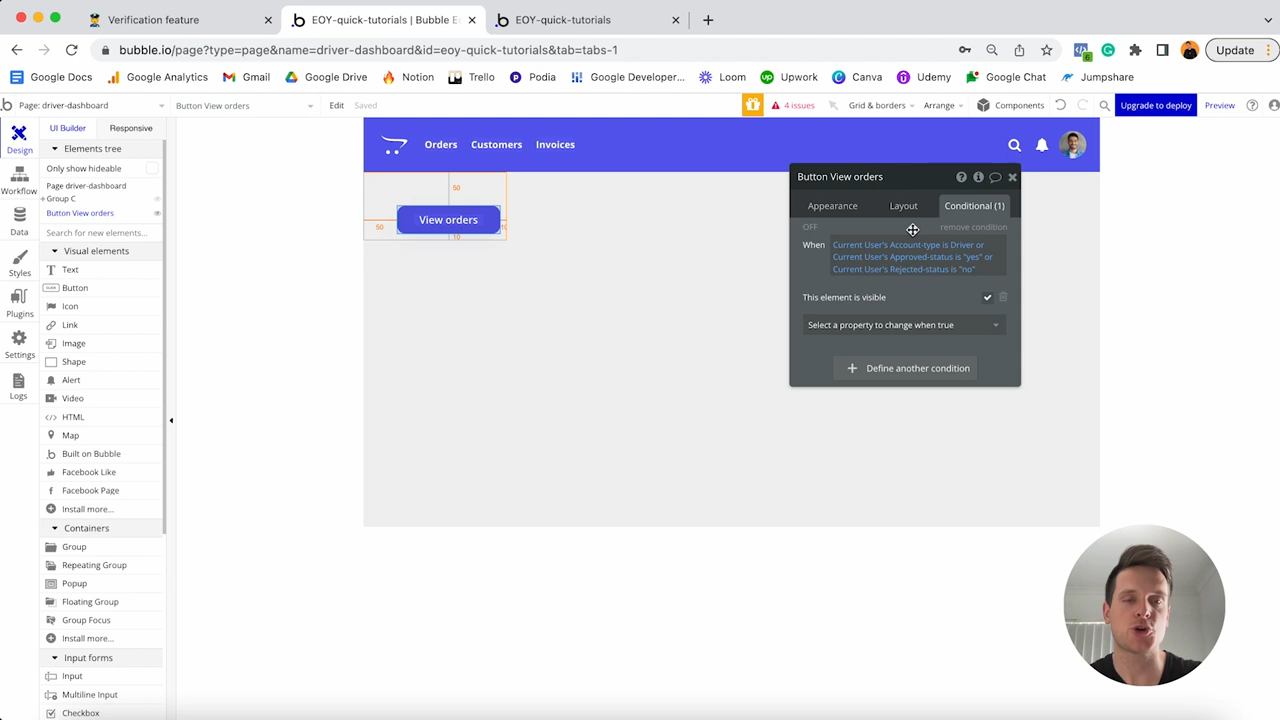 Verification feature
EOY-quick-tutorials | Bubble E
EOY-quick-tutorials
bubble.io/page?type=page&name=driver-dashboard&id=eoy-quick-tutorials&tab=tabs-1
6
Update
Google Docs
Google Analytics
Gmail
Google Drive
Notion
Trello
Podia
Google Developer...
Loom
Upwork
Canva
Udemy
Google Chat
Jumpshare
Page: driver-dashboard
Button View orders
Edit
Saved
4 issues
Grid & borders
Arrange
Components
Upgrade to deploy
Preview
Design
Workflow
Data
Styles
Plugins
Settings
Logs
UI Builder
Responsive
Elements tree
Only show hideable
Page driver-dashboard
Group C
Button View orders
Search for new elements...
Visual elements
Text
Button
Icon
Link
Image
Shape
Alert
Video
HTML
Map
Built on Bubble
Facebook Like
Facebook Page
Install more...
Containers
Group
Repeating Group
Popup
Floating Group
Group Focus
Install more...
Input forms
Input
Multiline Input
Checkbox
Orders
Customers
Invoices
50
View orders
50
10
Button View orders
Appearance
Layout
Conditional (1)
OFF
remove condition
When
Current User's Account-type is Driver or
Current User's Approved-status is "yes" or
Current User's Rejected-status is "no"
This element is visible
Select a property to change when true
Define another condition